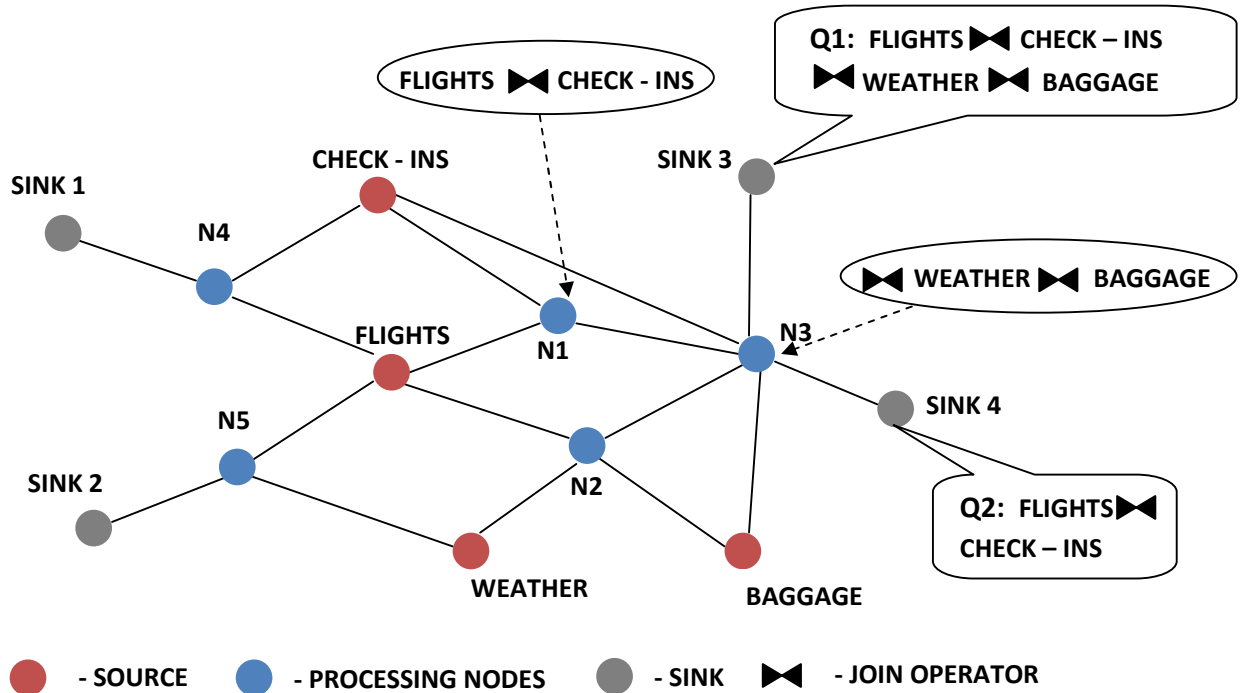 Q1: FLIGHTS CHECK – INS
WEATHER BAGGAGE
FLIGHTS CHECK - INS
SINK 3
CHECK - INS
SINK 1
N4
WEATHER BAGGAGE
N3
FLIGHTS
N1
SINK 4
N5
N2
SINK 2
Q2: FLIGHTS
CHECK – INS
WEATHER
BAGGAGE
- SOURCE - PROCESSING NODES - SINK - JOIN OPERATOR